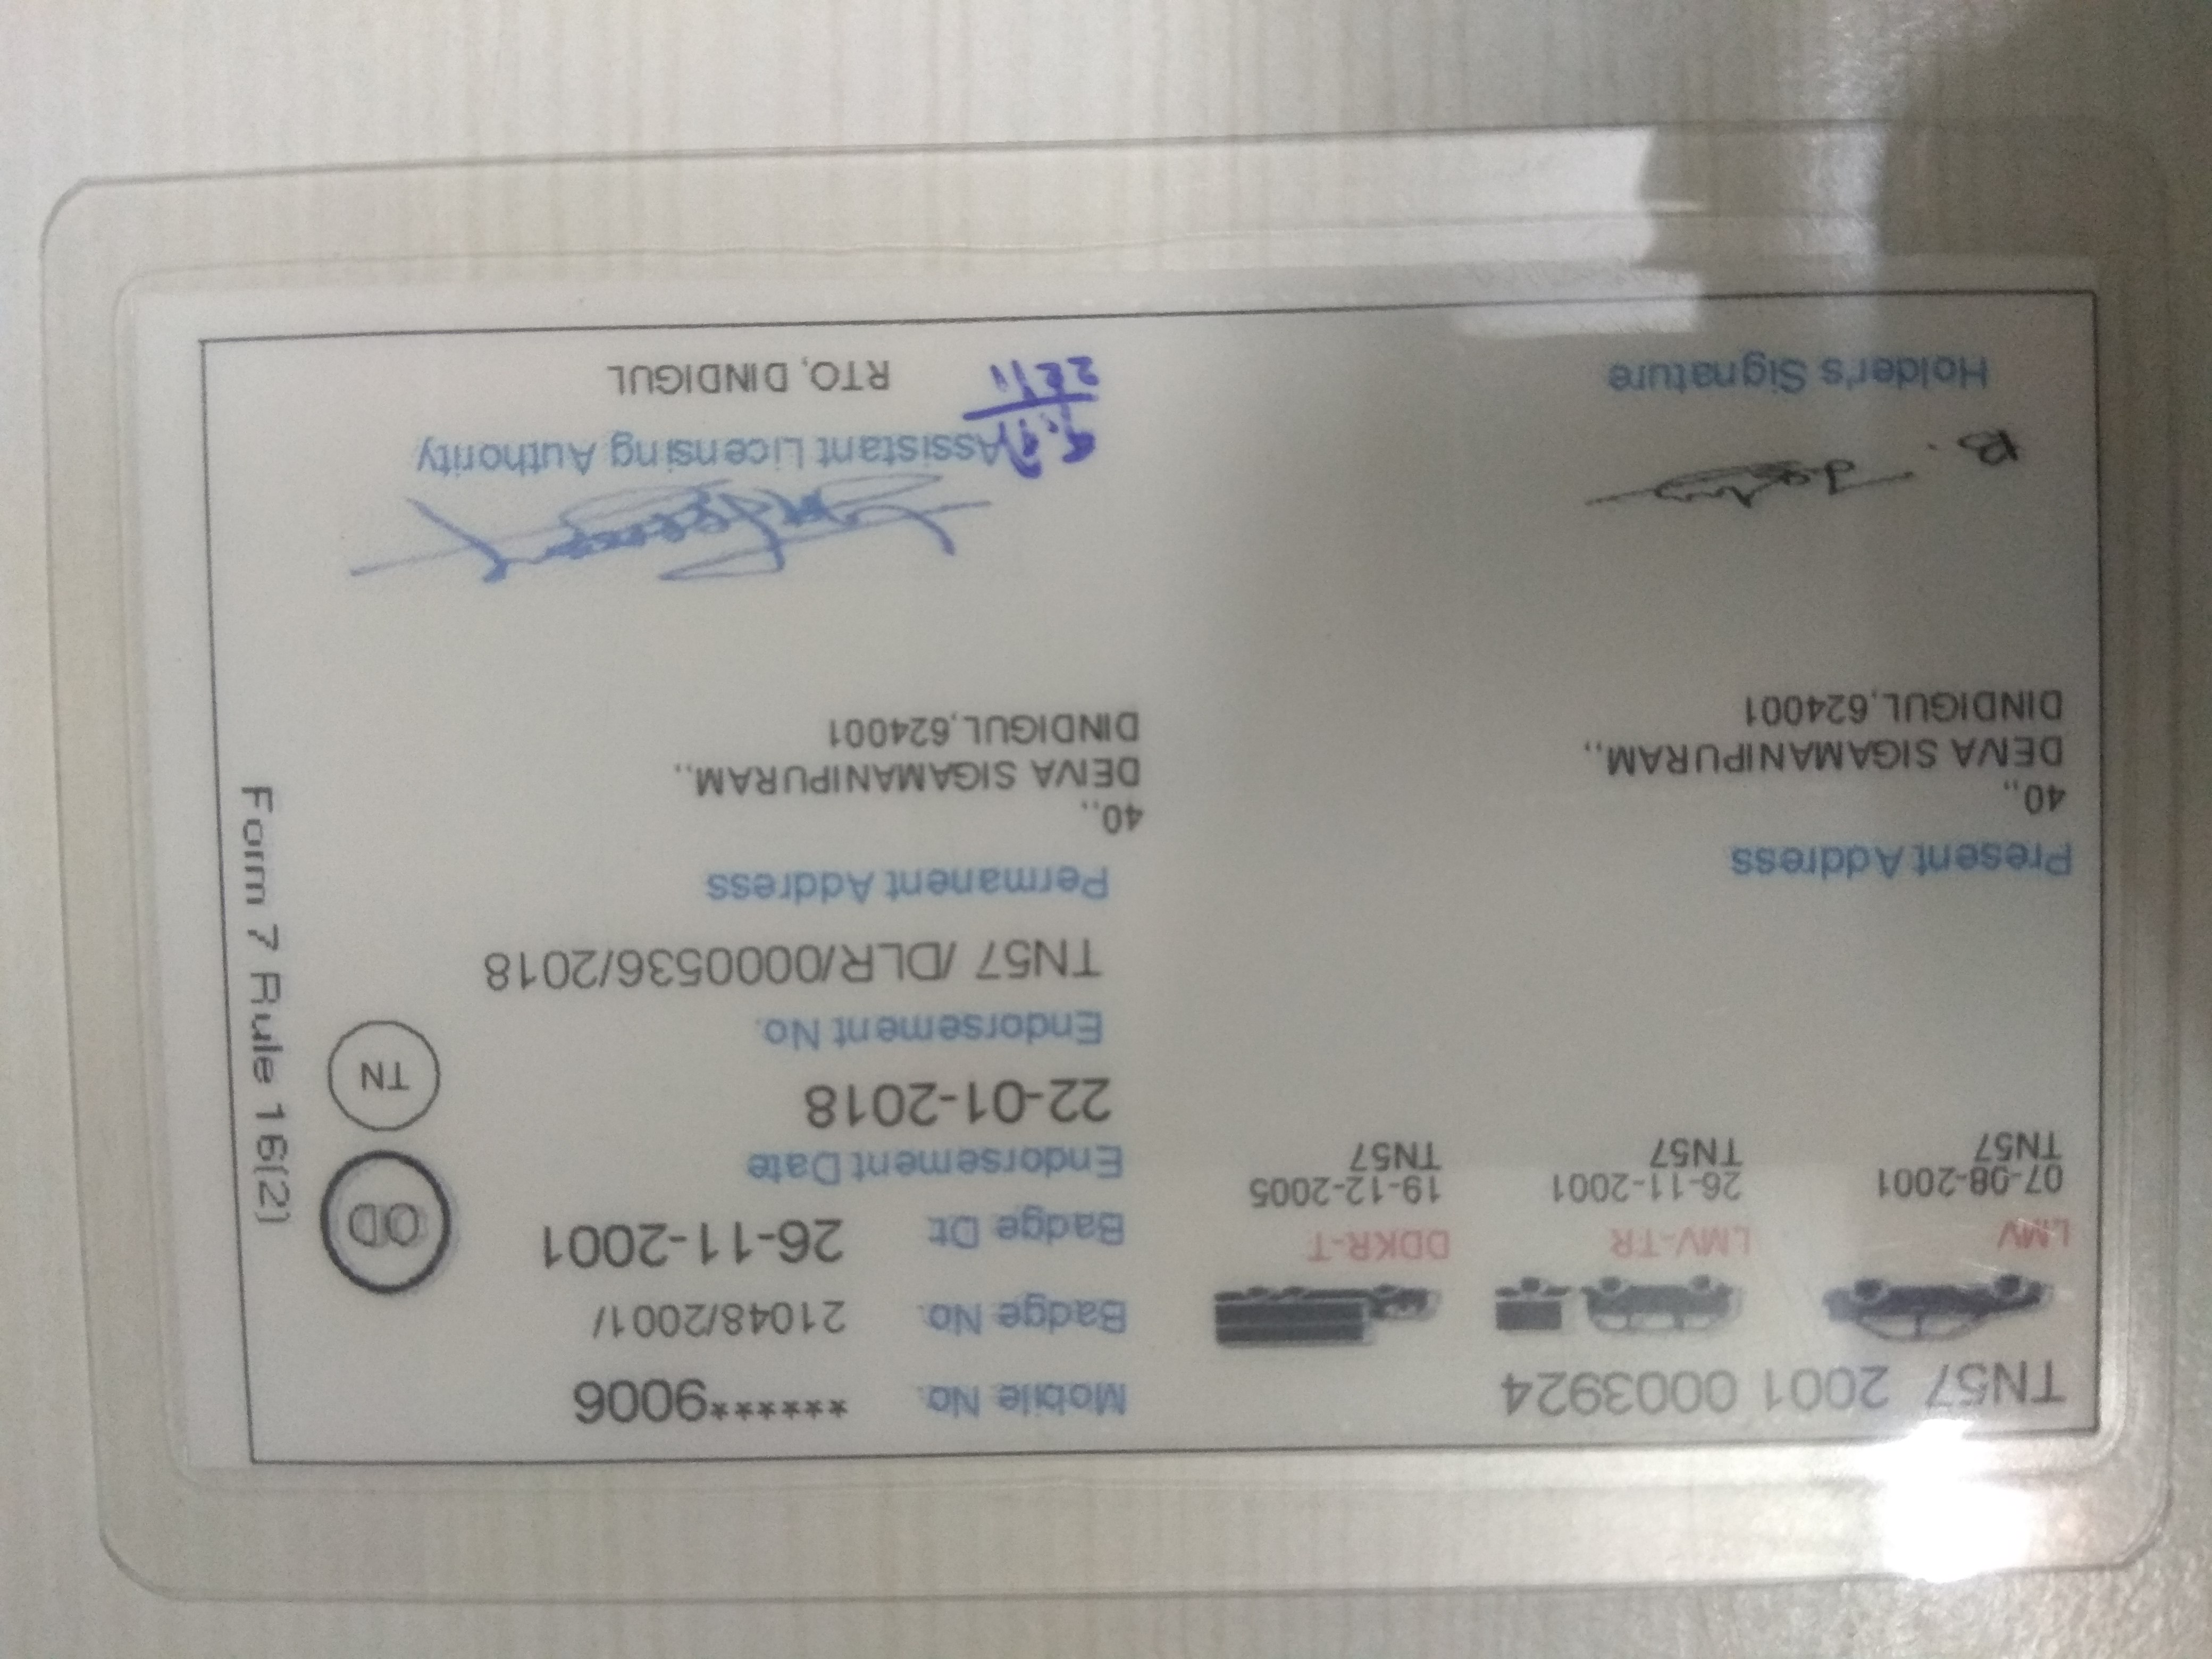 TN57 2001 0003924
LMV
07-08-2001
TN57
LMV-TR
26-11-2001
TN57
DDKR-T
19-12-2005
TN57
Present Address
40,,
DEIVA SIGAMANIPURAM,,
DINDIGUL,624001
Holder's Signature
Mobile No. ******9006
Badge No. 21048/2001/
Badge Dt 26-11-2001
Endorsement Date
22-01-2018
Endorsement No.
TN57 /DLR/0000536/2018
Permanent Address
40,,
DEIVA SIGAMANIPURAM,,
DINDIGUL,624001
Assistant Licensing Authority
RTO, DINDIGUL
OD
TN
Form 7 Rule 16(2)